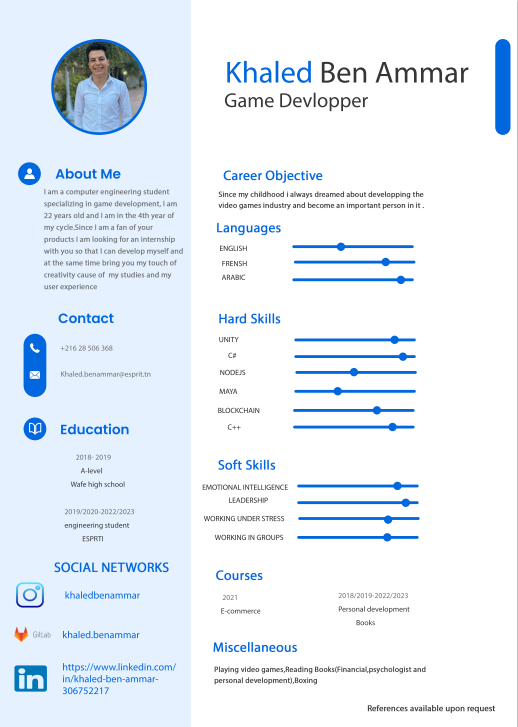 Khaled Ben Ammar
Game Devlopper
About Me
I am a computer engineering student
specializing in game development, I am
22 years old and I am in the 4th year of
my cycle.Since I am a fan of your
products I am looking for an internship
with you so that I can develop myself and
at the same time bring you my touch of
creativity cause of my studies and my
user experience
Contact
+216 28 506 368
Khaled.benammar@esprit.tn
Education
2018- 2019
A-level
Wafe high school
2019/2020-2022/2023
engineering student
ESPRTI
SOCIAL NETWORKS
khaledbenammar
GitLab khaled.benammar
in https://www.linkedin.com/
in/khaled-ben-ammar-
306752217
Career Objective
Since my childhood i always dreamed about developping the
video games industry and become an important person in it .
Languages
ENGLISH
FRENSH
ARABIC
Hard Skills
UNITY
C#
NODEJS
MAYA
BLOCKCHAIN
C++
Soft Skills
EMOTIONAL INTELLIGENCE
LEADERSHIP
WORKING UNDER STRESS
WORKING IN GROUPS
Courses
2021
E-commerce
2018/2019-2022/2023
Personal development
Books
Miscellaneous
Playing video games,Reading Books(Financial,psychologist and
personal development),Boxing
References available upon request